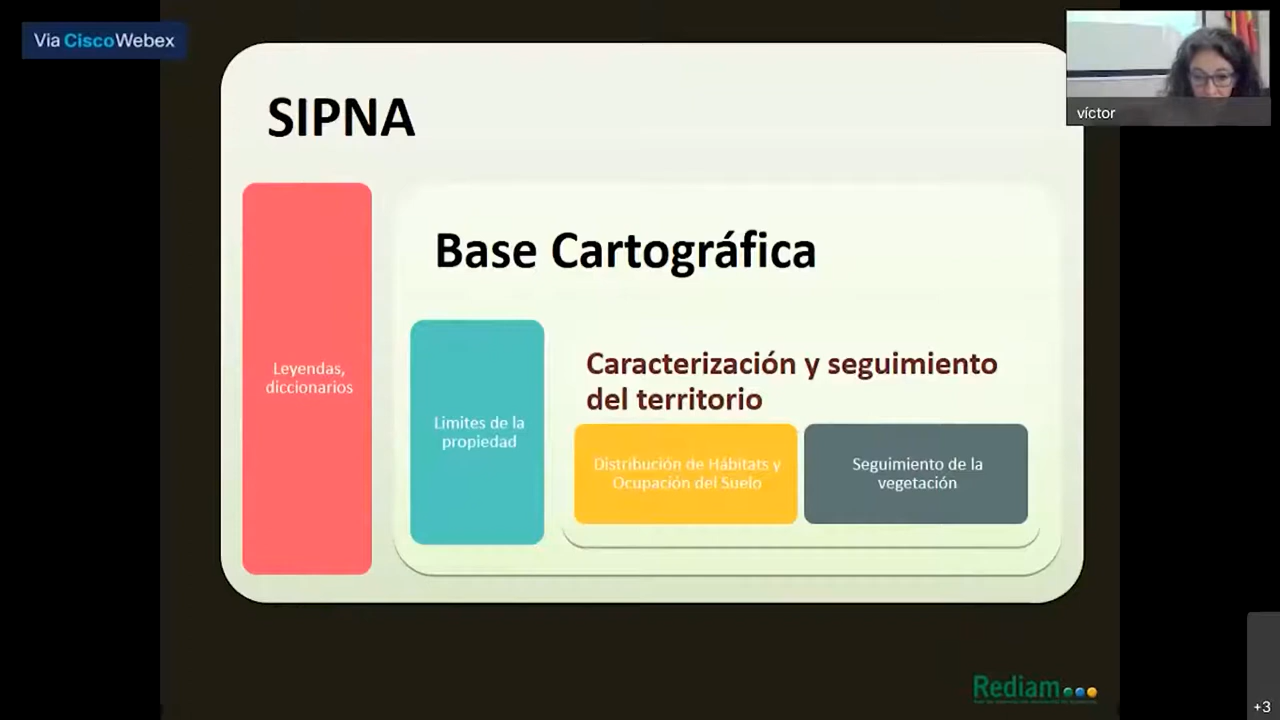 Via CiscoWebex
víctor
SIPNA
Base Cartográfica
Leyendas,
diccionarios
Limites de la
propiedad
Caracterización y seguimiento
del territorio
Distribución de Hábitats y
Ocupación del Suelo
Seguimiento de la
vegetación
Rediam
+3